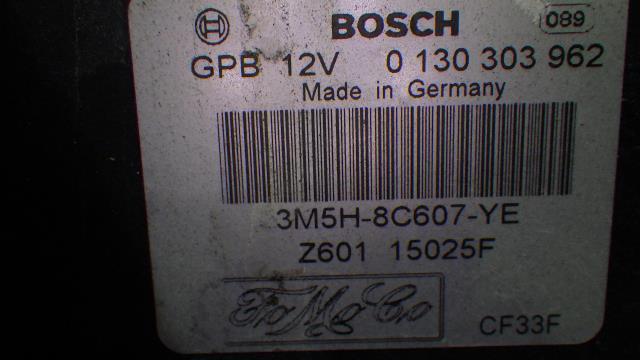 BOSCH 089
GPB 12V 0 130 303 962
Made in Germany
3M5H-8C607-YE
Z601 15025F
FoMoCo
CF33F